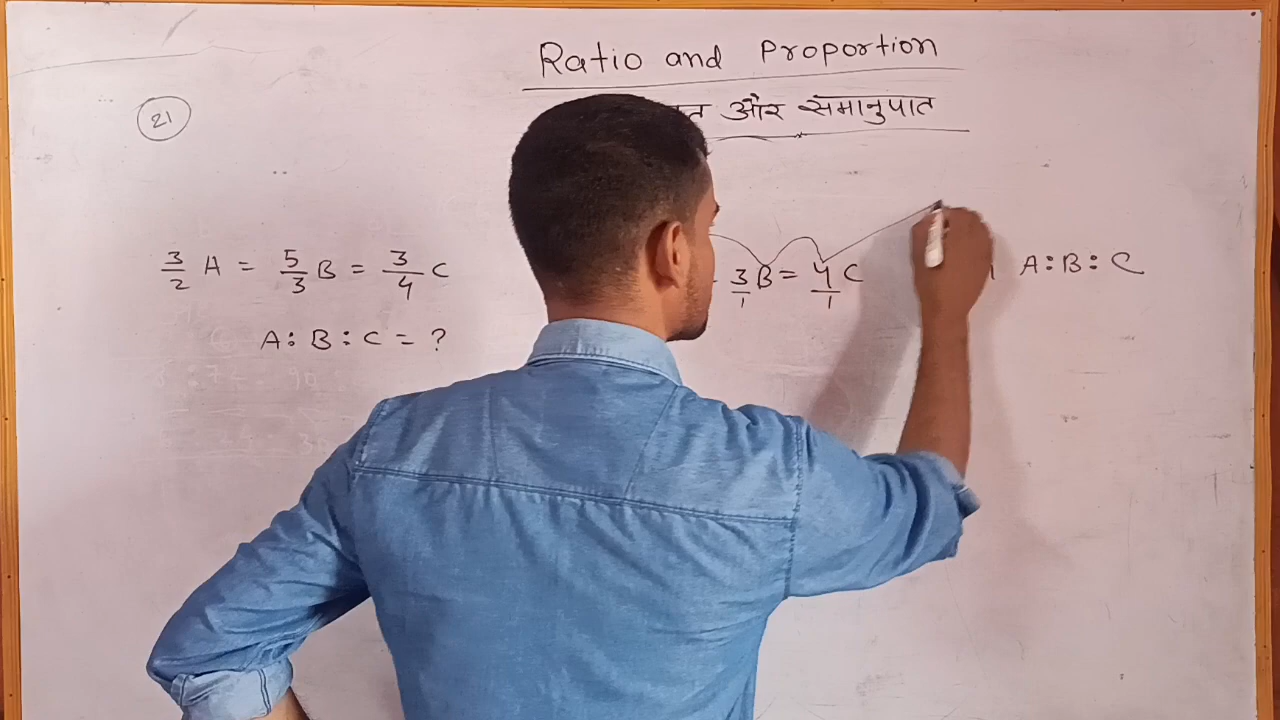 Ratio and Proportion
और समानुपात
21
3/2 A = 5/3 B = 3/4 C
3/1 B = 4/1 C
A:B:C
A:B:C = ?